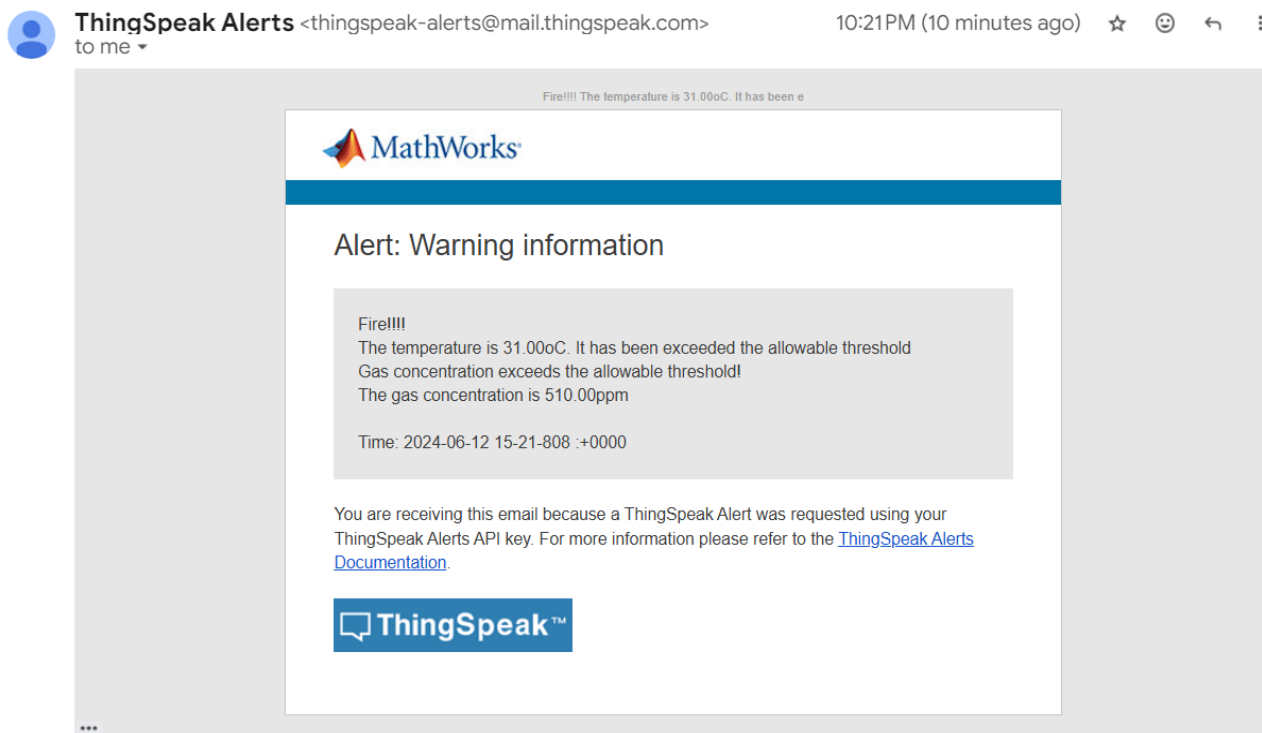 ThingSpeak Alerts <thingspeak-alerts@mail.thingspeak.com> 10:21 PM (10 minutes ago)
to me
Fire!!!! The temperature is 31.00oC. It has been e
MathWorks®
Alert: Warning information
Fire!!!!
The temperature is 31.00oC. It has been exceeded the allowable threshold
Gas concentration exceeds the allowable threshold!
The gas concentration is 510.00ppm
Time: 2024-06-12 15-21-808 :+0000
You are receiving this email because a ThingSpeak Alert was requested using your
ThingSpeak Alerts API key. For more information please refer to the ThingSpeak Alerts
Documentation.
ThingSpeak™